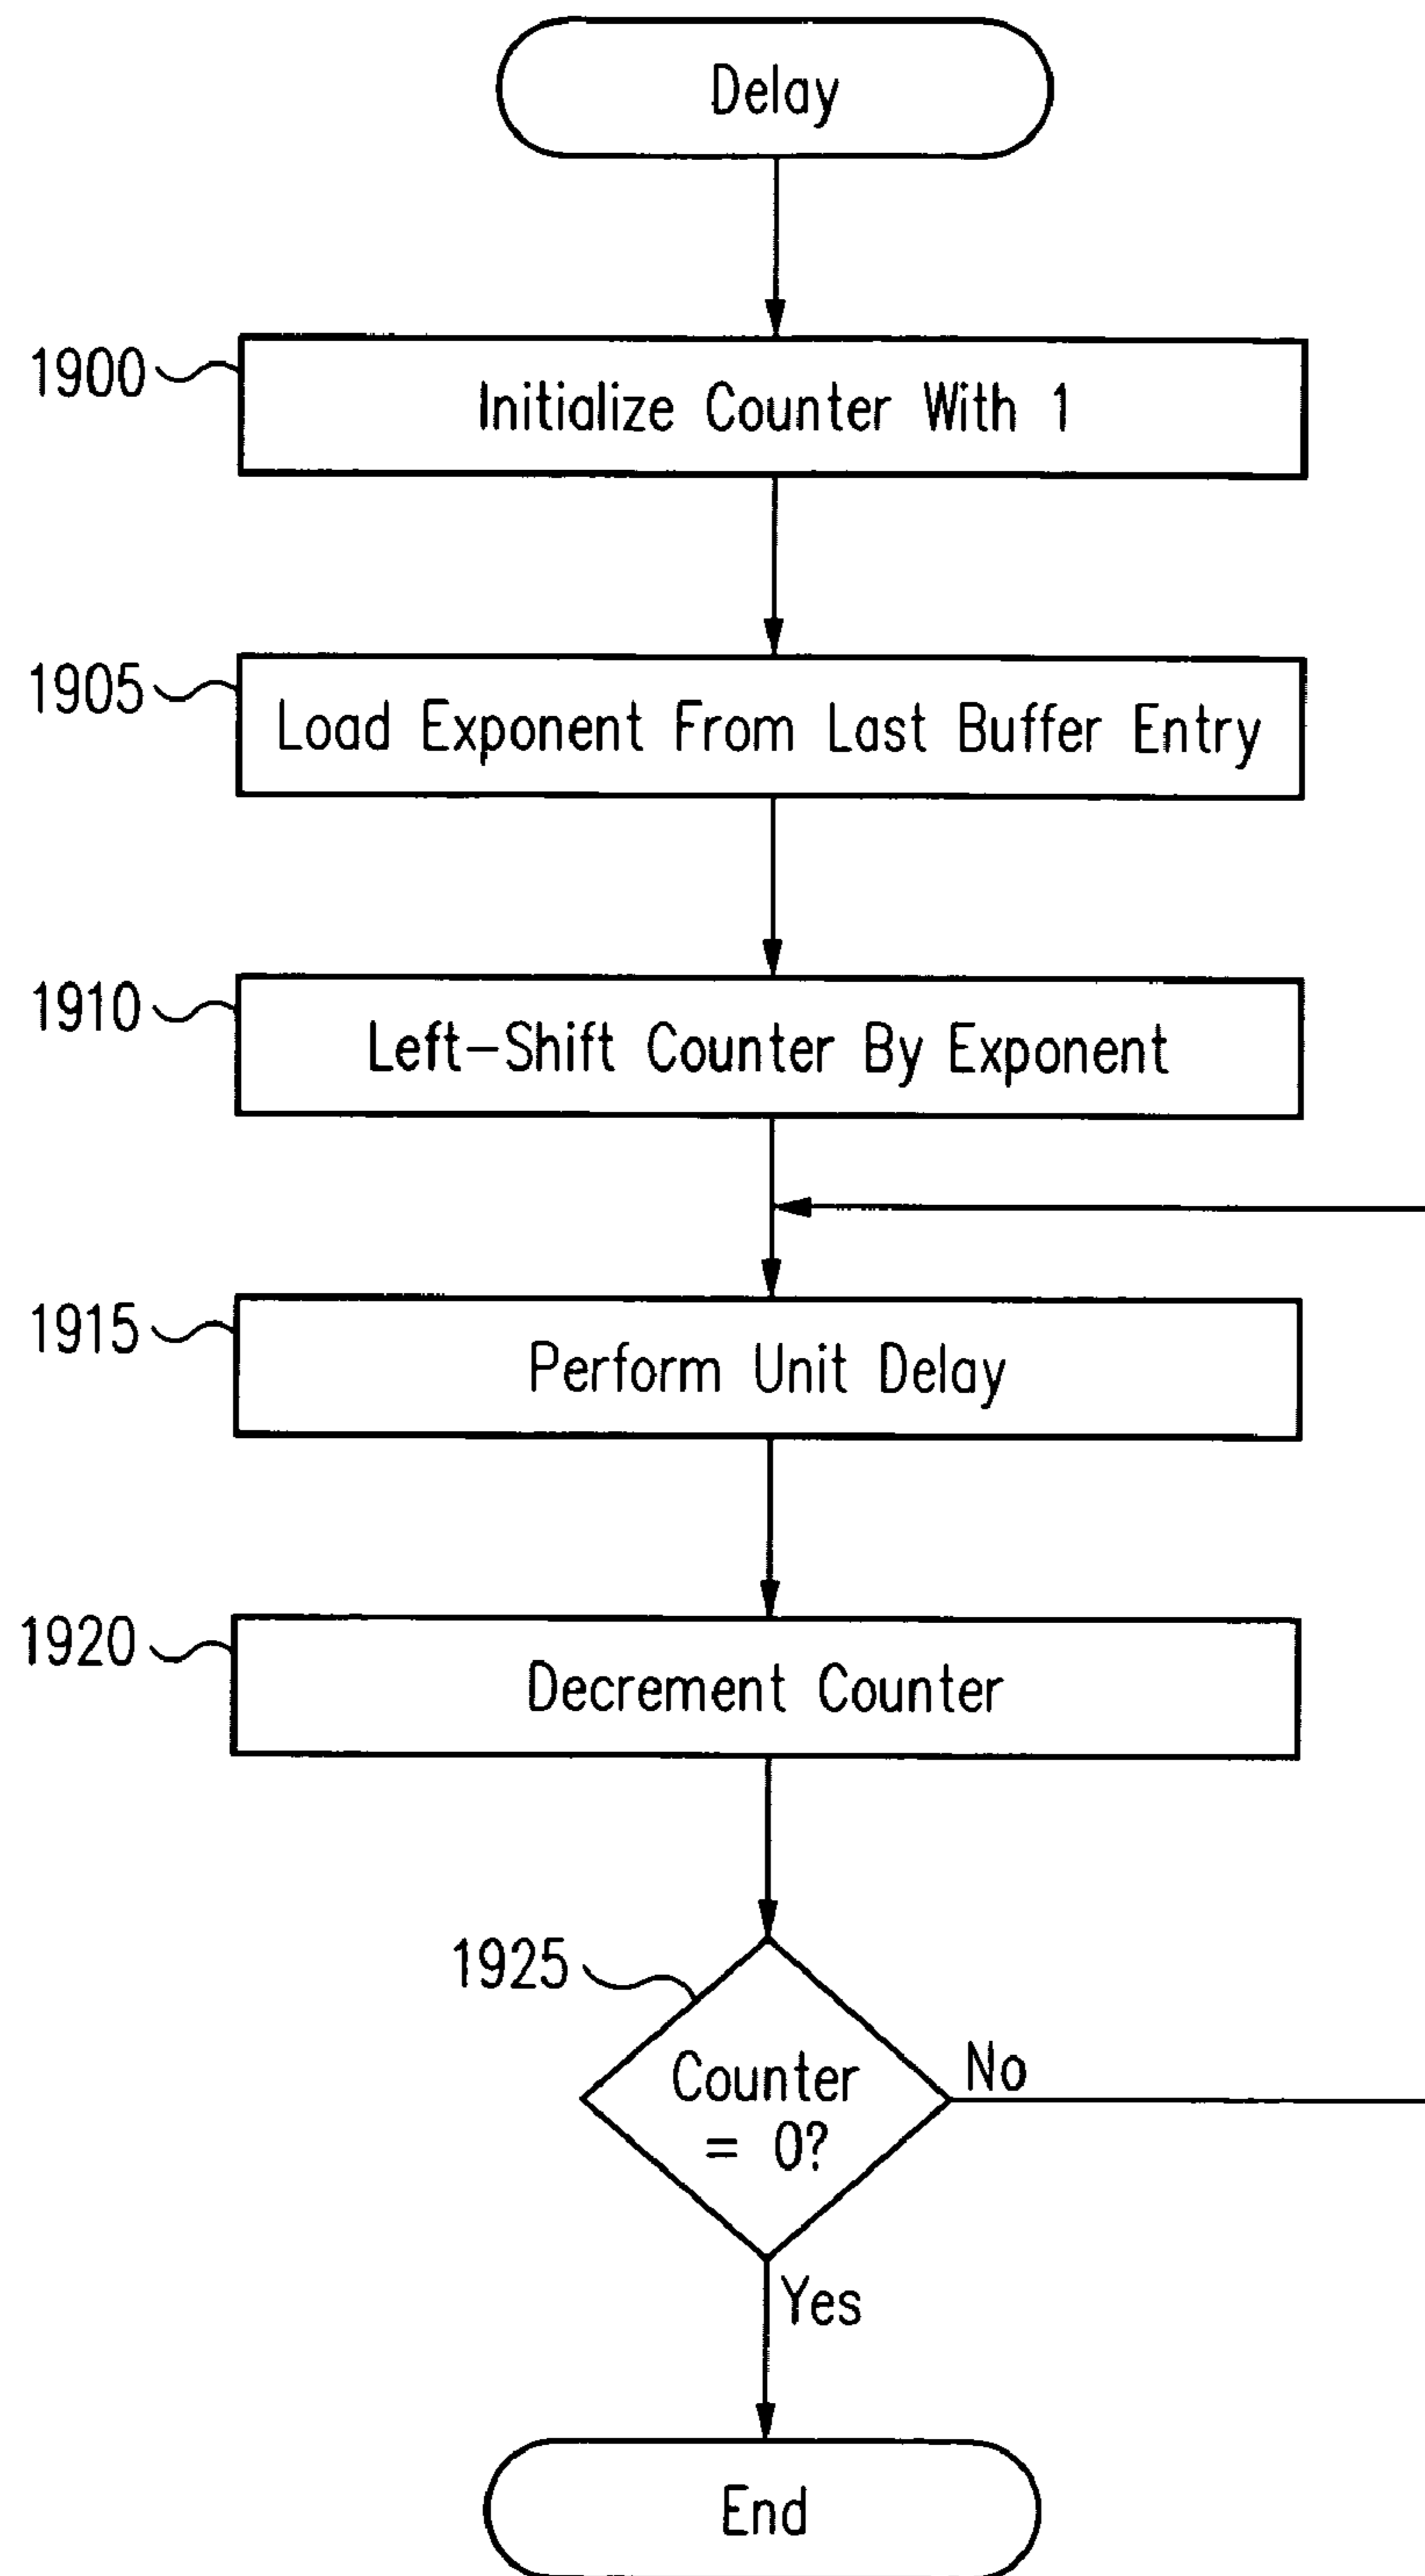 Delay
1900
Initialize Counter With 1
1905
Load Exponent From Last Buffer Entry
1910
Left-Shift Counter By Exponent
1915
Perform Unit Delay
1920
Decrement Counter
1925
Counter
= 0?
No
Yes
End